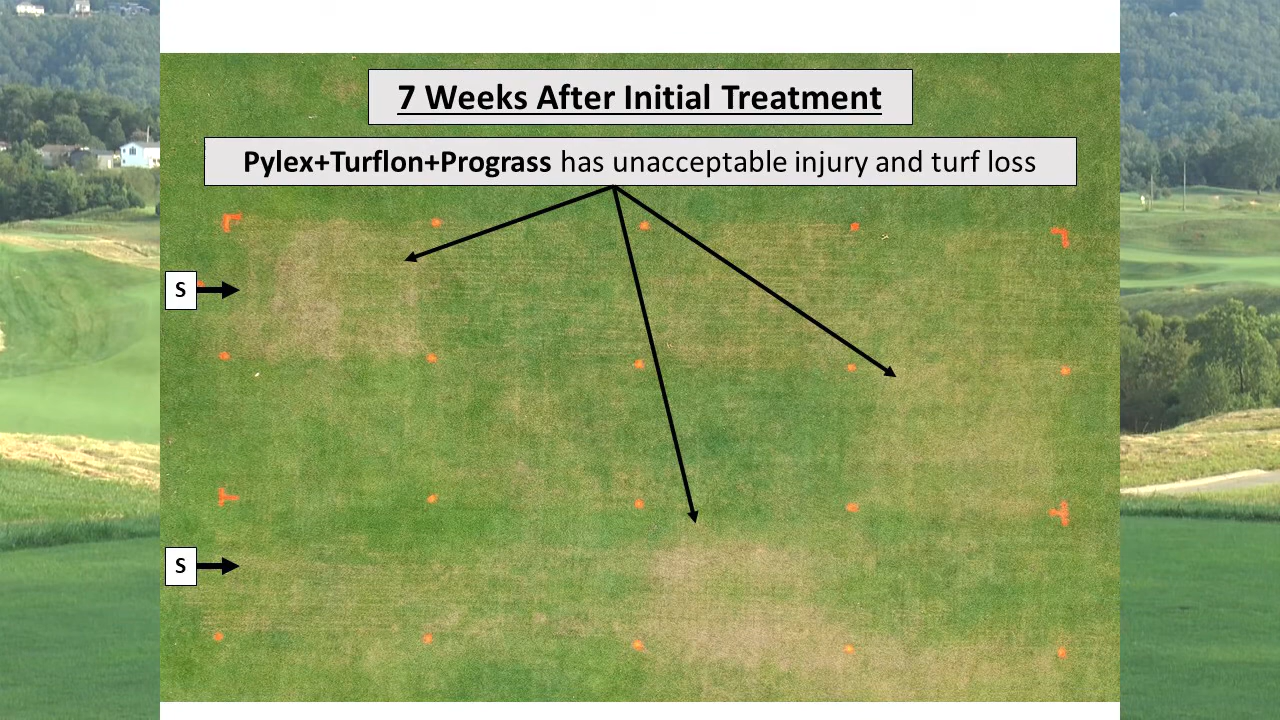 7 Weeks After Initial Treatment
Pylex+Turflon+Prograss has unacceptable injury and turf loss
S
S